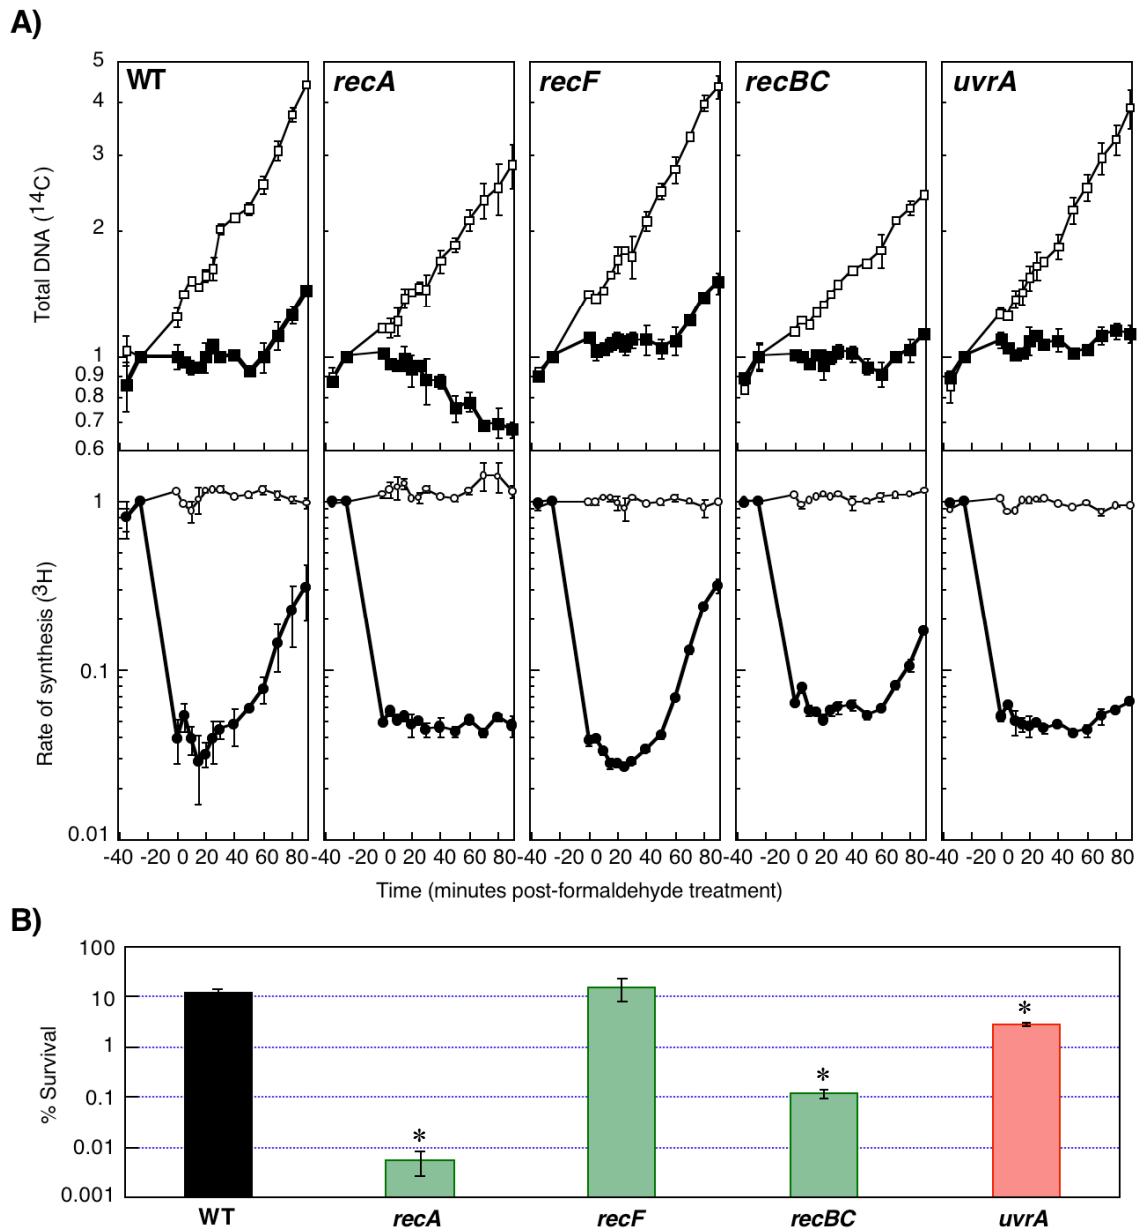 A)
WT recA recF recBC uvrA
5
4
3
2
1
0.9
0.8
0.7
0.6
Total DNA (14C)
1
0.1
0.01
Rate of synthesis (3H)
-40 -20 0 20 40 60 80 -40 -20 0 20 40 60 80 -40 -20 0 20 40 60 80 -40 -20 0 20 40 60 80 -40 -20 0 20 40 60 80
Time (minutes post-formaldehyde treatment)
B)
100
10
1
0.1
0.01
0.001
% Survival
* * *
WT recA recF recBC uvrA